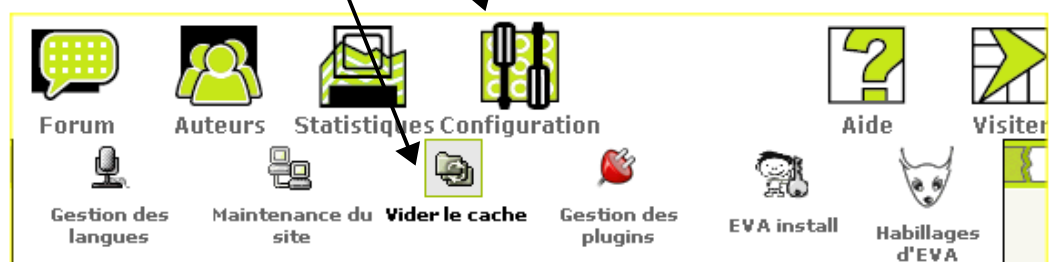 Forum Auteurs Statistiques Configuration Aide Visiter
Gestion des
langues
Maintenance du
site
Vider le cache
Gestion des
plugins
EVA install
Habillages
d'EVA